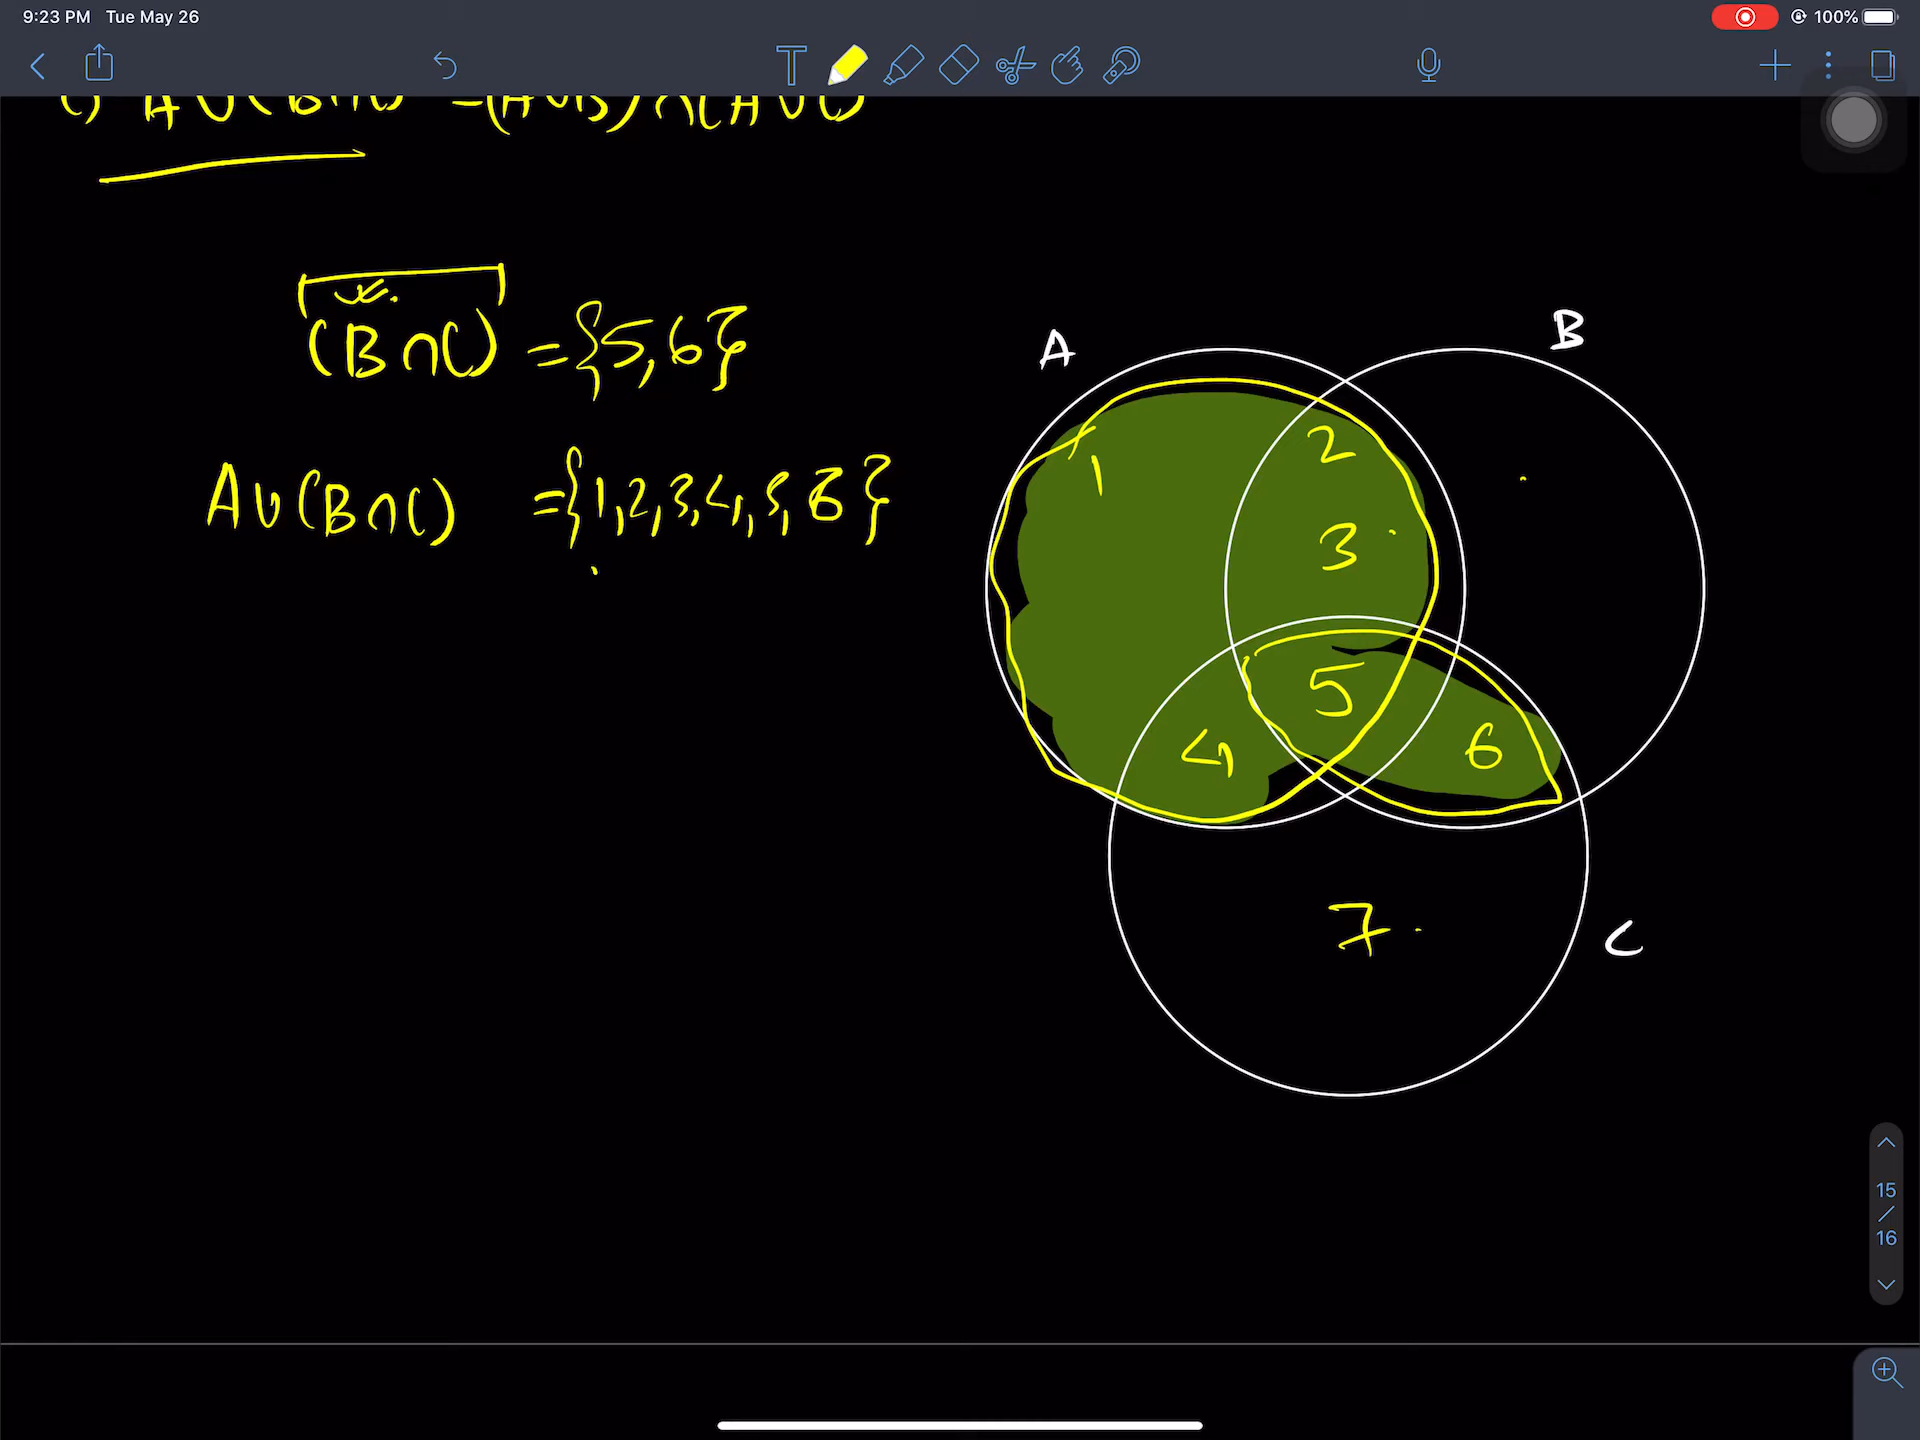 9:23 PM Tue May 26
100%
T
i) A∪(B∩C) =(A∪B)∩(A∪C)
(B∩C) ={5,6}
A∪(B∩C) ={1,2,3,4,5,6}
A
B
1
2
3
5
4
6
7
C
15
/
16